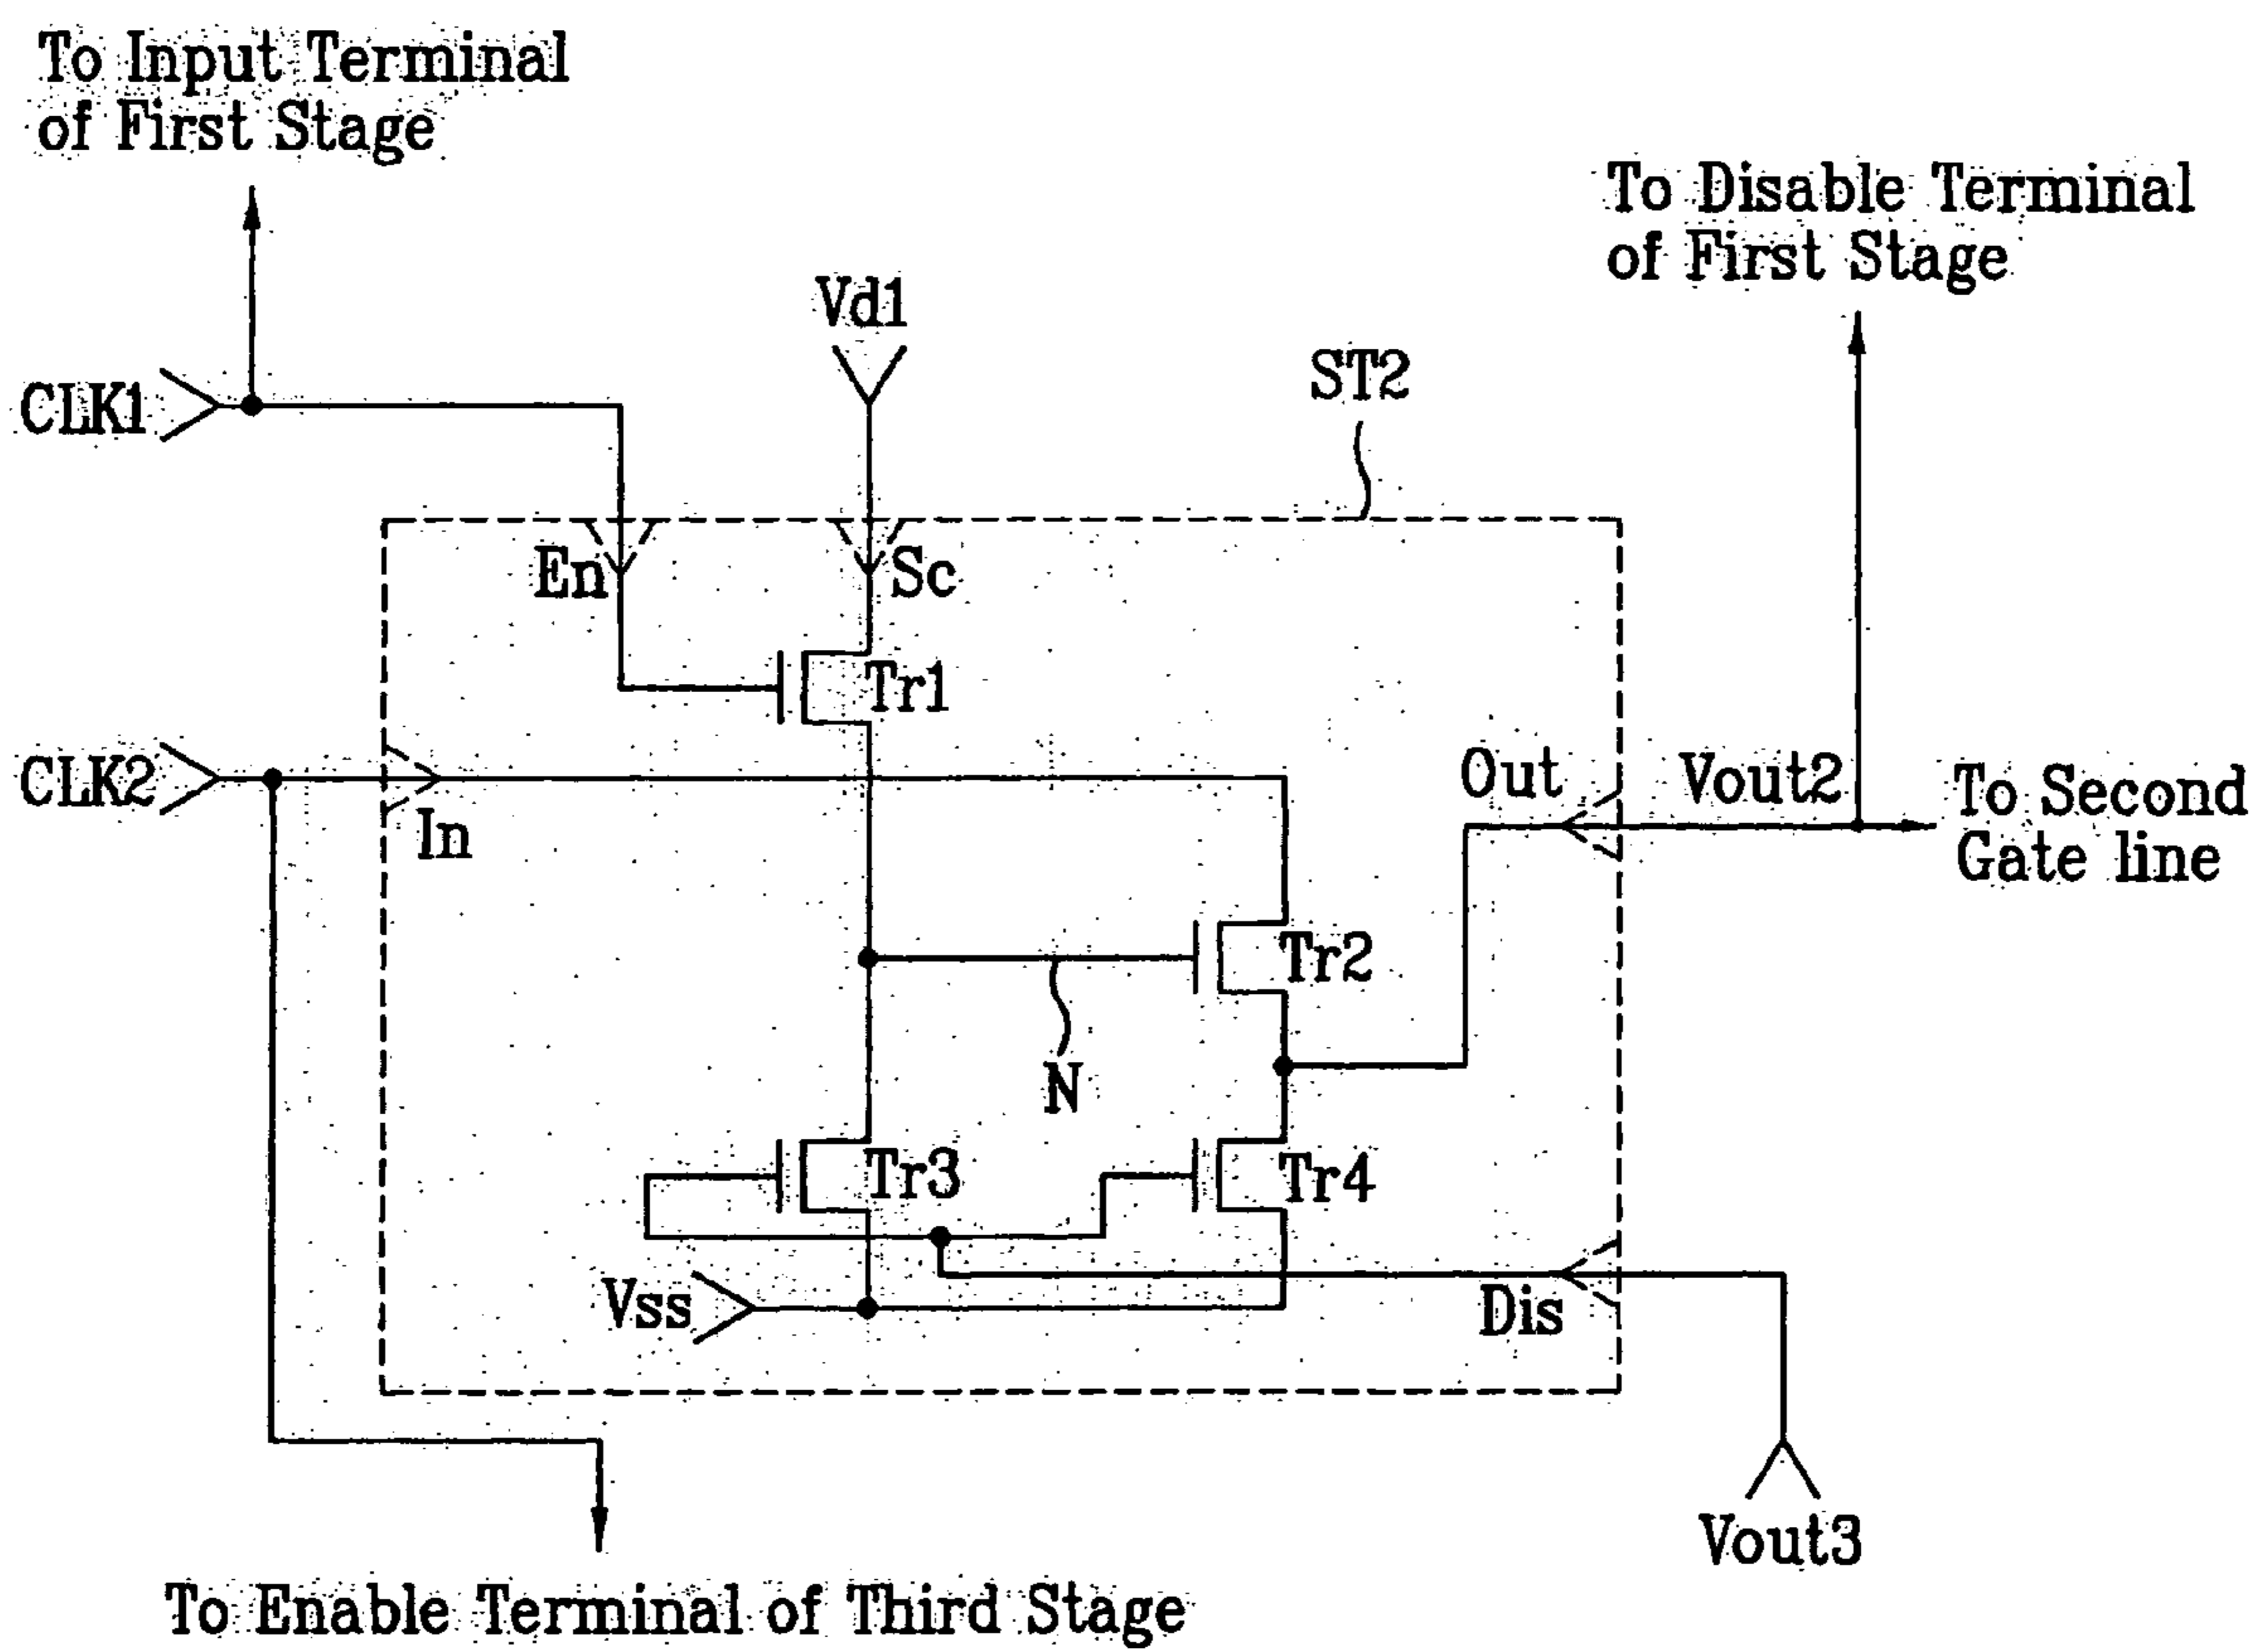 To Input Terminal
of First Stage
To Disable Terminal
of First Stage
Vd1
ST2
CLK1
En
Sc
Tr1
CLK2
In
Out
Vout2
To Second
Gate line
Tr2
N
Tr3
Tr4
Vss
Dis
Vout3
To Enable Terminal of Third Stage